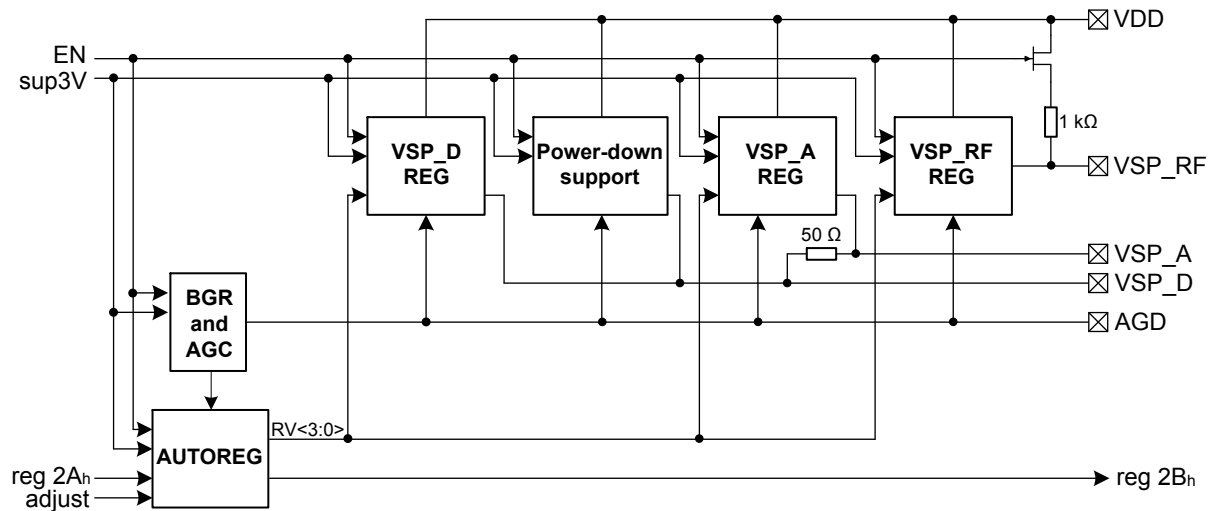 VDD
EN
sup3V
1 kΩ
VSP_D
REG
Power-down
support
VSP_A
REG
VSP_RF
REG
VSP_RF
50 Ω
VSP_A
VSP_D
BGR
and
AGC
AGD
RV<3:0>
AUTOREG
reg 2Ah
adjust
reg 2Bh